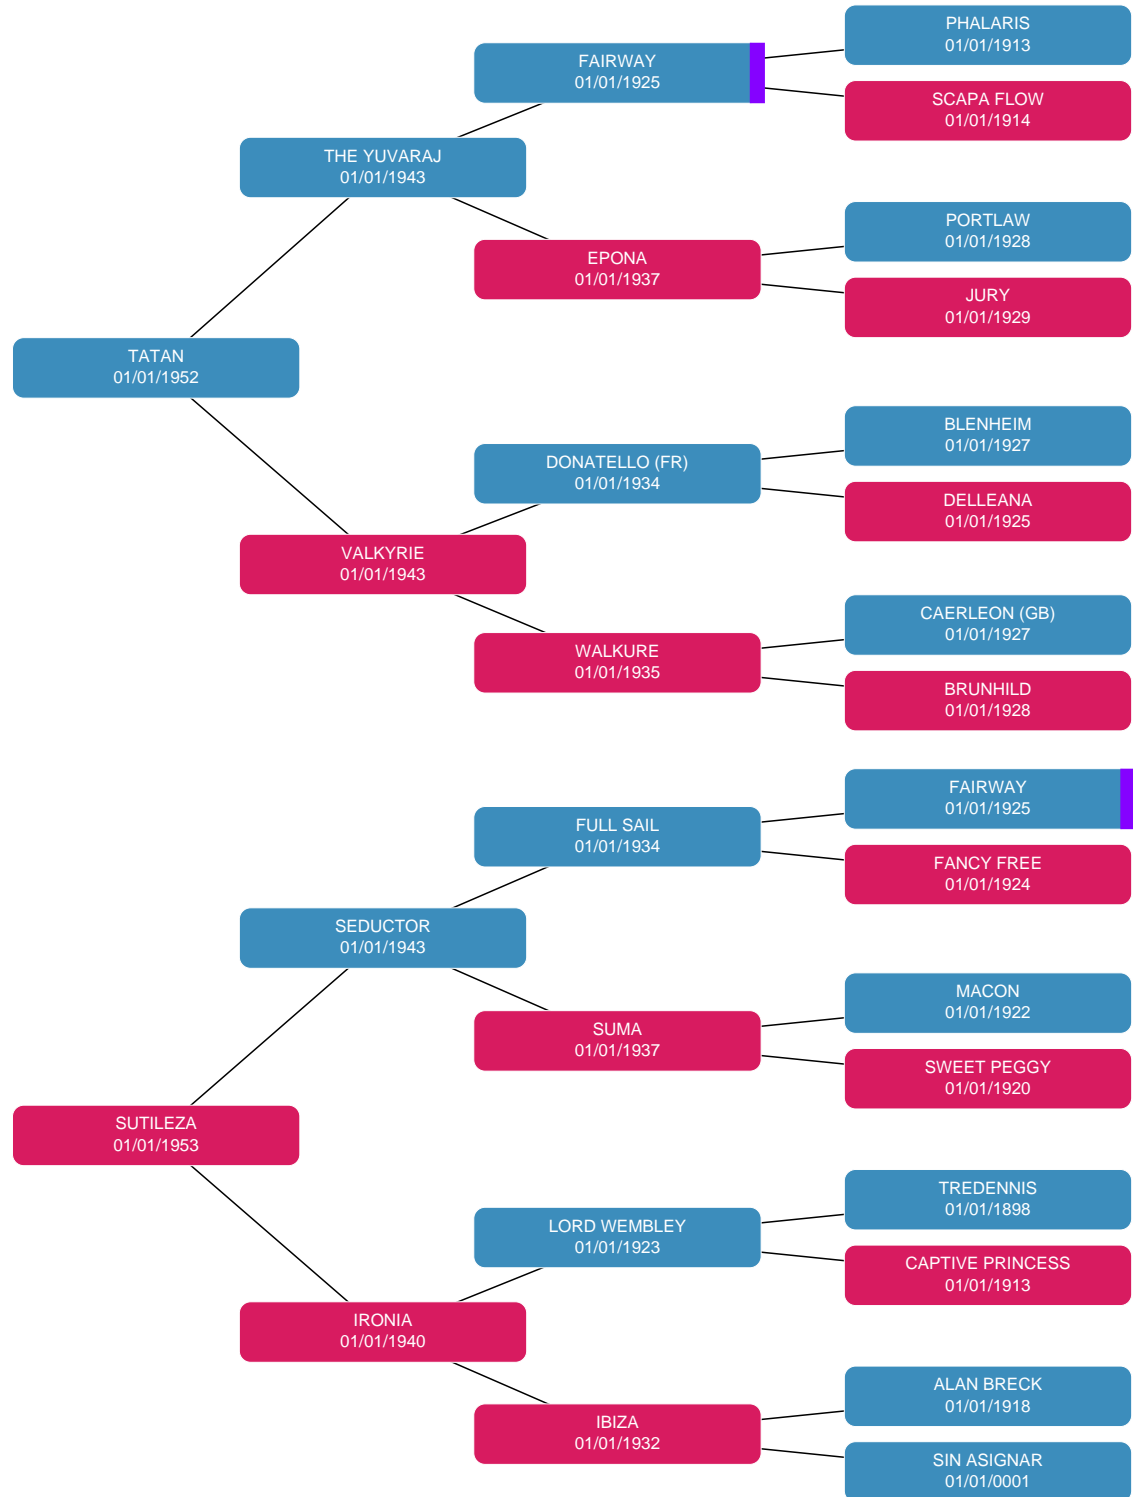 PHALARIS
01/01/1913
FAIRWAY
01/01/1925
SCAPA FLOW
01/01/1914
THE YUVARAJ
01/01/1943
PORTLAW
01/01/1928
EPONA
01/01/1937
JURY
01/01/1929
TATAN
01/01/1952
BLENHEIM
01/01/1927
DONATELLO (FR)
01/01/1934
DELLEANA
01/01/1925
VALKYRIE
01/01/1943
CAERLEON (GB)
01/01/1927
WALKURE
01/01/1935
BRUNHILD
01/01/1928
FAIRWAY
01/01/1925
FULL SAIL
01/01/1934
FANCY FREE
01/01/1924
SEDUCTOR
01/01/1943
MACON
01/01/1922
SUMA
01/01/1937
SWEET PEGGY
01/01/1920
SUTILEZA
01/01/1953
TREDENNIS
01/01/1898
LORD WEMBLEY
01/01/1923
CAPTIVE PRINCESS
01/01/1913
IRONIA
01/01/1940
ALAN BRECK
01/01/1918
IBIZA
01/01/1932
SIN ASIGNAR
01/01/0001